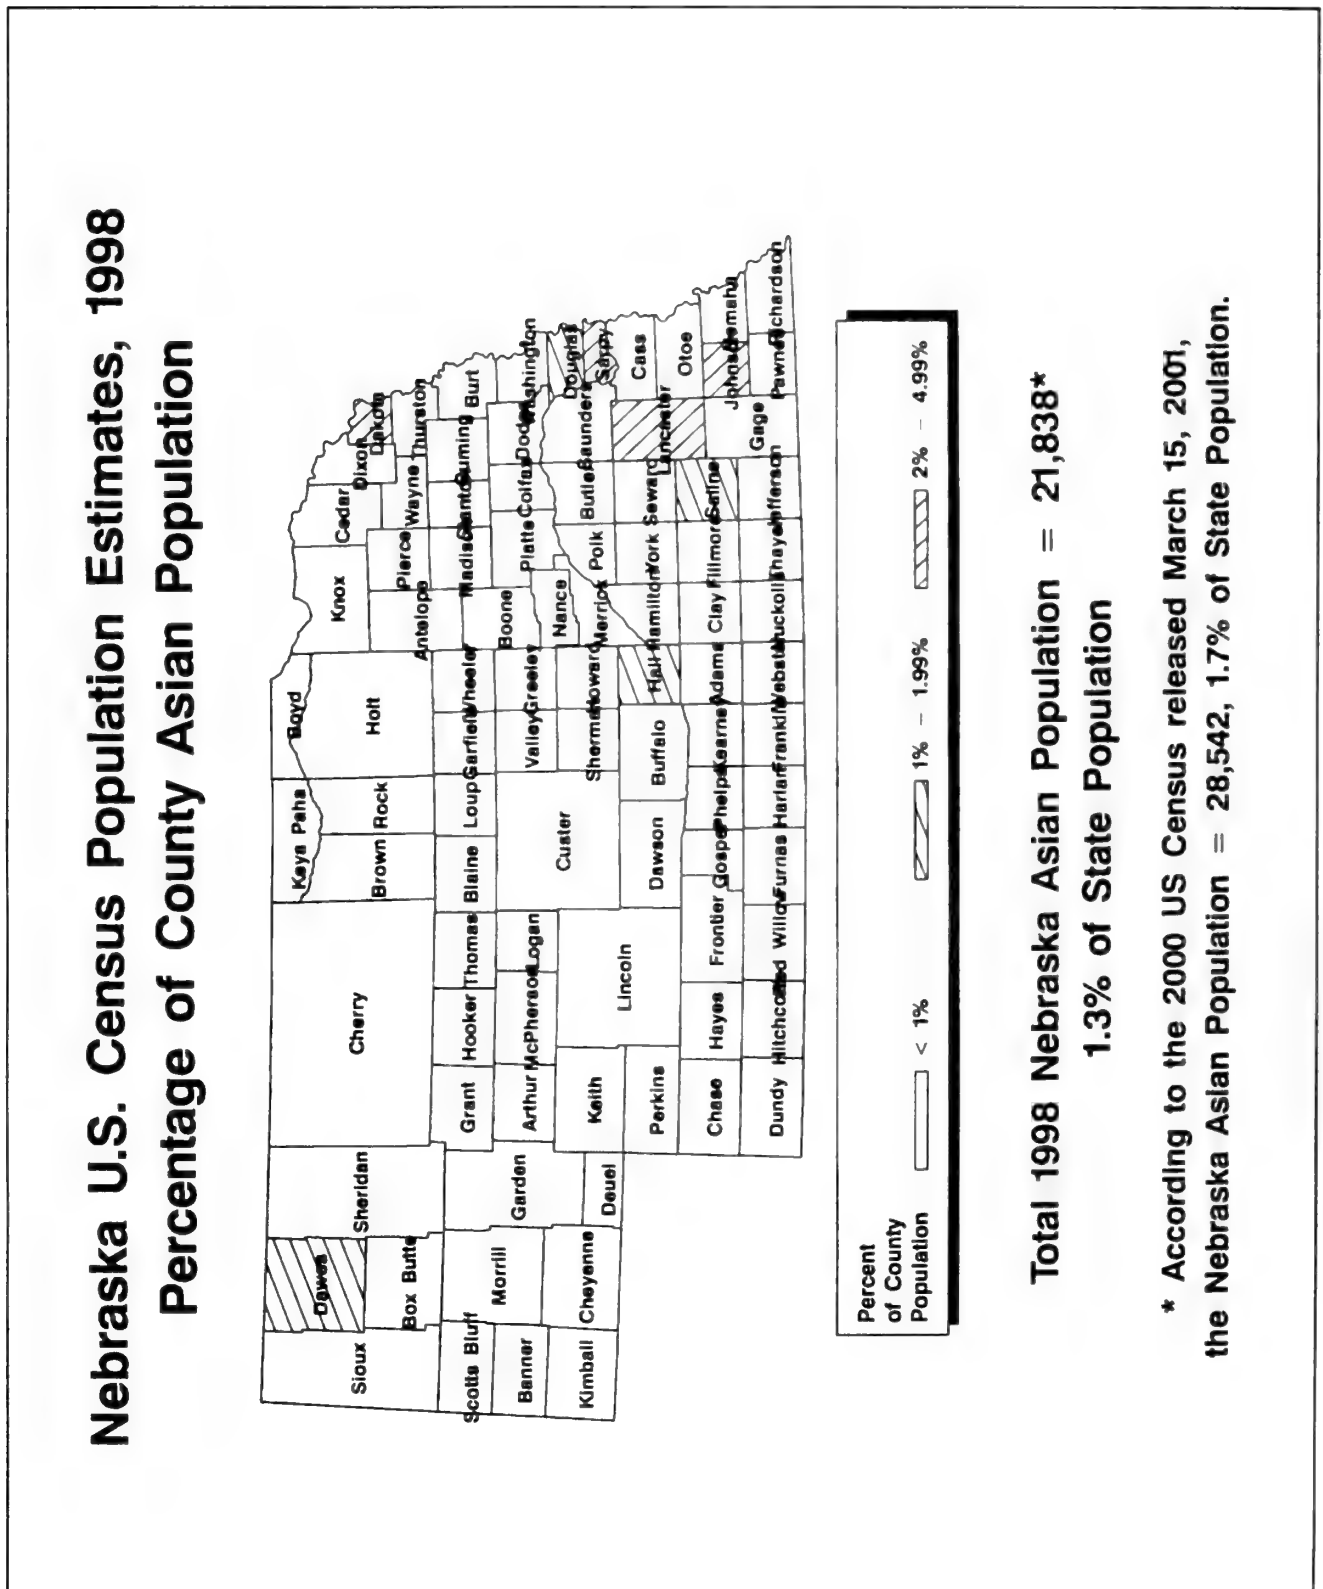 Nebraska U.S. Census Population Estimates, 1998
Percentage of County Asian Population
Sioux
Dawes
Box Butte
Sheridan
Cherry
Keya Paha
Boyd
Brown
Rock
Holt
Knox
Cedar
Dixon
Dakota
Antelope
Pierce
Wayne
Thurston
Scotts Bluff
Banner
Kimball
Morrill
Cheyenne
Garden
Deuel
Grant
Hooker
Thomas
Blaine
Loup
Garfield
Wheeler
Boone
Madison
Stanton
Cuming
Burt
Arthur
McPherson
Logan
Custer
Valley
Greeley
Nance
Platte
Colfax
Dodge
Washington
Keith
Lincoln
Sherman
Howard
Merrick
Polk
Butler
Saunders
Douglas
Sarpy
Perkins
Dawson
Buffalo
Hall
Hamilton
York
Seward
Lancaster
Cass
Otoe
Chase
Hayes
Frontier
Gosper
Phelps
Kearney
Adams
Clay
Fillmore
Saline
Gage
Johnson
Nemaha
Dundy
Hitchcock
Red Willow
Furnas
Harlan
Franklin
Webster
Nuckolls
Thayer
Jefferson
Pawnee
Richardson
Percent
of County
Population
< 1%
1% - 1.99%
2% - 4.99%
Total 1998 Nebraska Asian Population = 21,838*
1.3% of State Population
* According to the 2000 US Census released March 15, 2001,
the Nebraska Asian Population = 28,542, 1.7% of State Population.